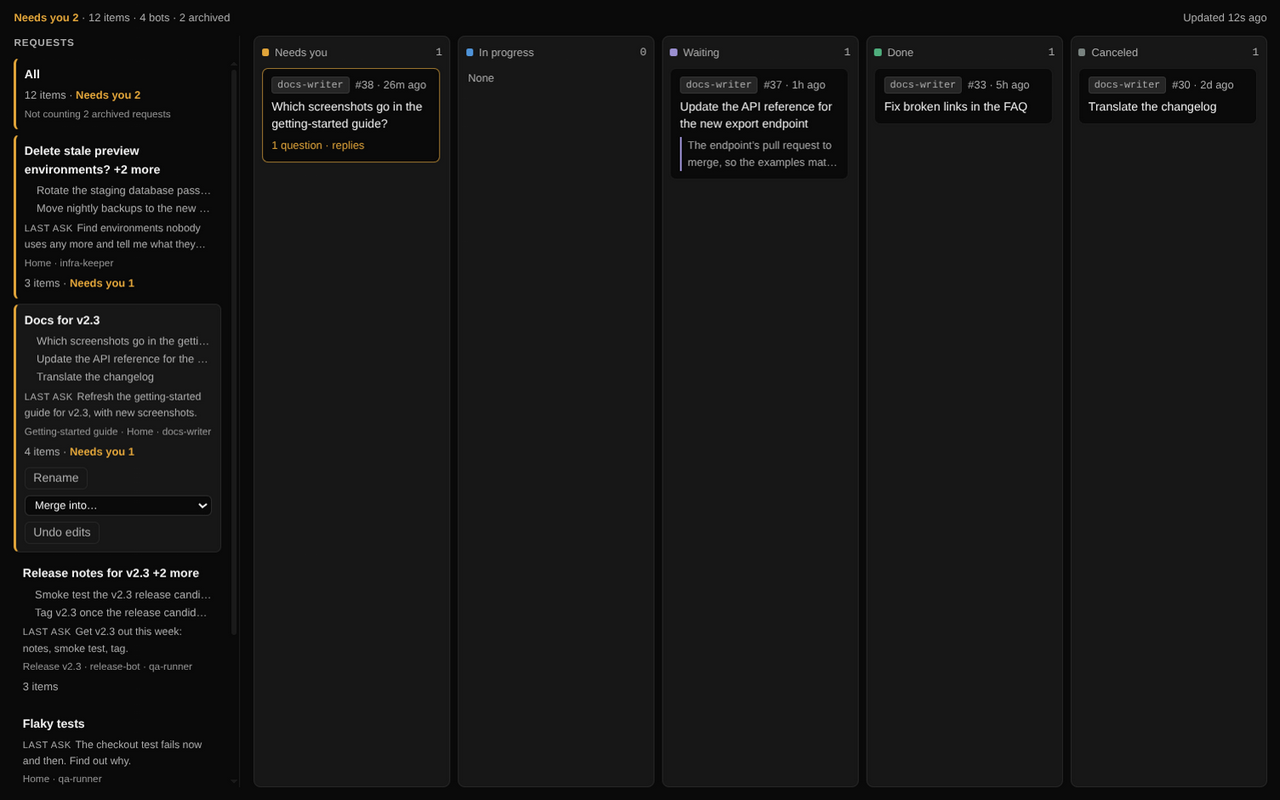 Needs you 2 · 12 items · 4 bots · 2 archived
Updated 12s ago
REQUESTS
All
12 items · Needs you 2
Not counting 2 archived requests
Delete stale preview
environments? +2 more
Rotate the staging database pass…
Move nightly backups to the new …
LAST ASK Find environments nobody
uses any more and tell me what they…
Home · infra-keeper
3 items · Needs you 1
Docs for v2.3
Which screenshots go in the getti…
Update the API reference for the …
Translate the changelog
LAST ASK Refresh the getting-started
guide for v2.3, with new screenshots.
Getting-started guide · Home · docs-writer
4 items · Needs you 1
Rename
Merge into…
Undo edits
Release notes for v2.3 +2 more
Smoke test the v2.3 release candi…
Tag v2.3 once the release candid…
LAST ASK Get v2.3 out this week:
notes, smoke test, tag.
Release v2.3 · release-bot · qa-runner
3 items
Flaky tests
LAST ASK The checkout test fails now
and then. Find out why.
Home · qa-runner
Needs you 1
docs-writer #38 · 26m ago
Which screenshots go in the
getting-started guide?
1 question · replies
In progress 0
None
Waiting 1
docs-writer #37 · 1h ago
Update the API reference for
the new export endpoint
The endpoint's pull request to
merge, so the examples mat…
Done 1
docs-writer #33 · 5h ago
Fix broken links in the FAQ
Canceled 1
docs-writer #30 · 2d ago
Translate the changelog